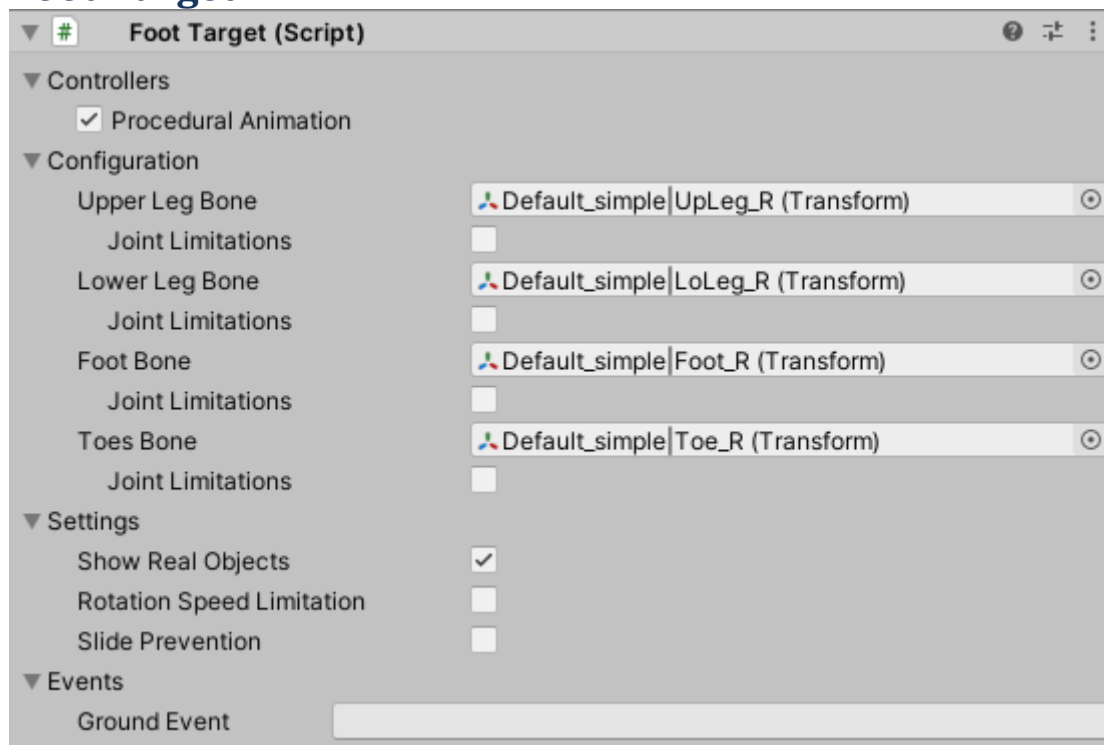 Foot Target (Script)
Controllers
Procedural Animation
Configuration
Upper Leg Bone Default_simple|UpLeg_R (Transform)
Joint Limitations
Lower Leg Bone Default_simple|LoLeg_R (Transform)
Joint Limitations
Foot Bone Default_simple|Foot_R (Transform)
Joint Limitations
Toes Bone Default_simple|Toe_R (Transform)
Joint Limitations
Settings
Show Real Objects
Rotation Speed Limitation
Slide Prevention
Events
Ground Event